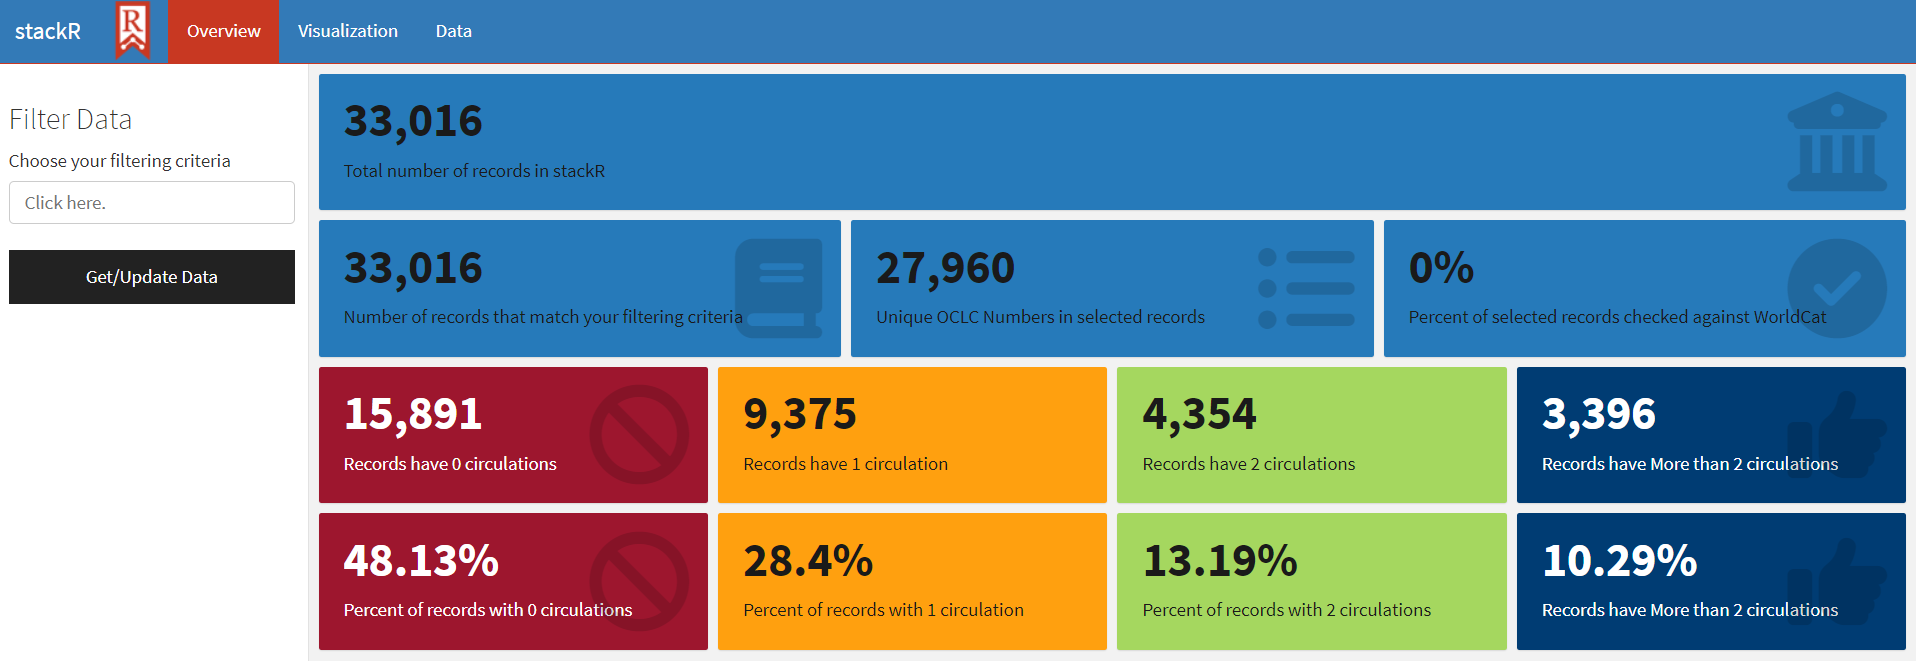 stackR
R
Overview
Visualization
Data
Filter Data
Choose your filtering criteria
Click here.
Get/Update Data
33,016
Total number of records in stackR
33,016
Number of records that match your filtering criteria
27,960
Unique OCLC Numbers in selected records
0%
Percent of selected records checked against WorldCat
15,891
Records have 0 circulations
9,375
Records have 1 circulation
4,354
Records have 2 circulations
3,396
Records have More than 2 circulations
48.13%
Percent of records with 0 circulations
28.4%
Percent of records with 1 circulation
13.19%
Percent of records with 2 circulations
10.29%
Records have More than 2 circulations